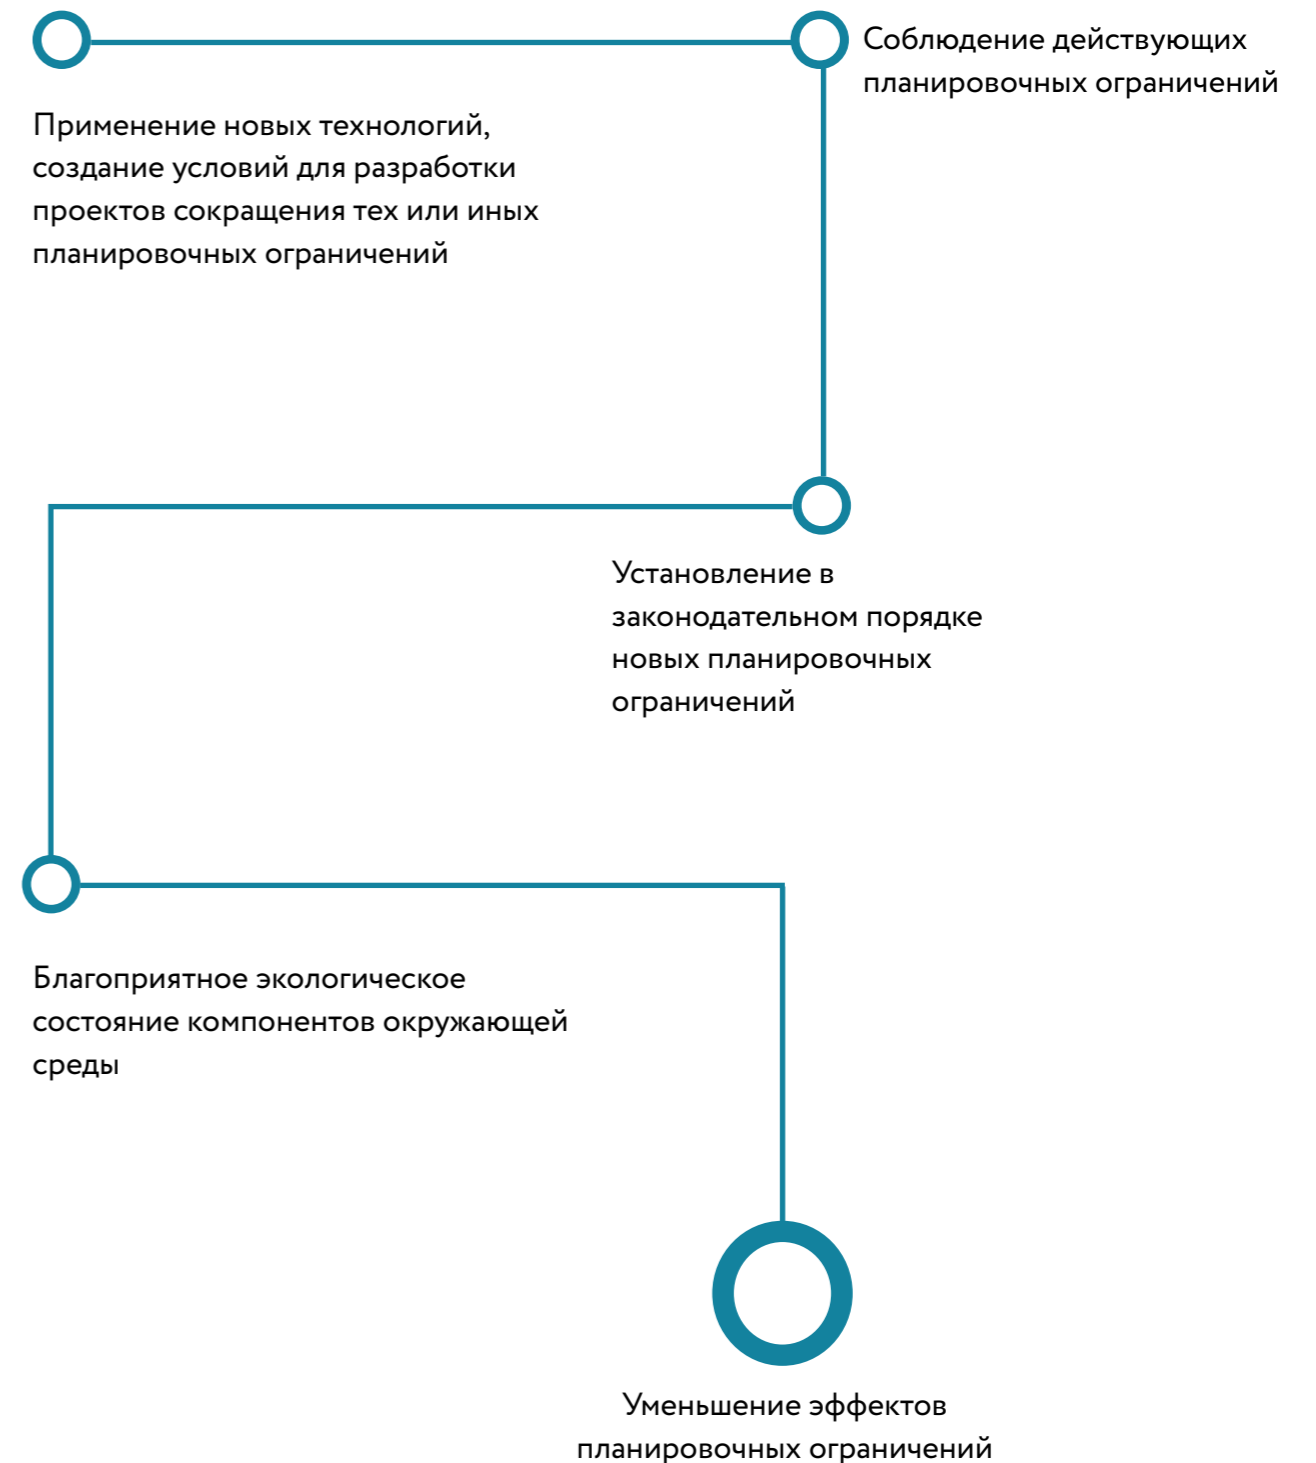 Соблюдение действующих
планировочных ограничений
Применение новых технологий,
создание условий для разработки
проектов сокращения тех или иных
планировочных ограничений
Установление в
законодательном порядке
новых планировочных
ограничений
Благоприятное экологическое
состояние компонентов окружающей
среды
Уменьшение эффектов
планировочных ограничений